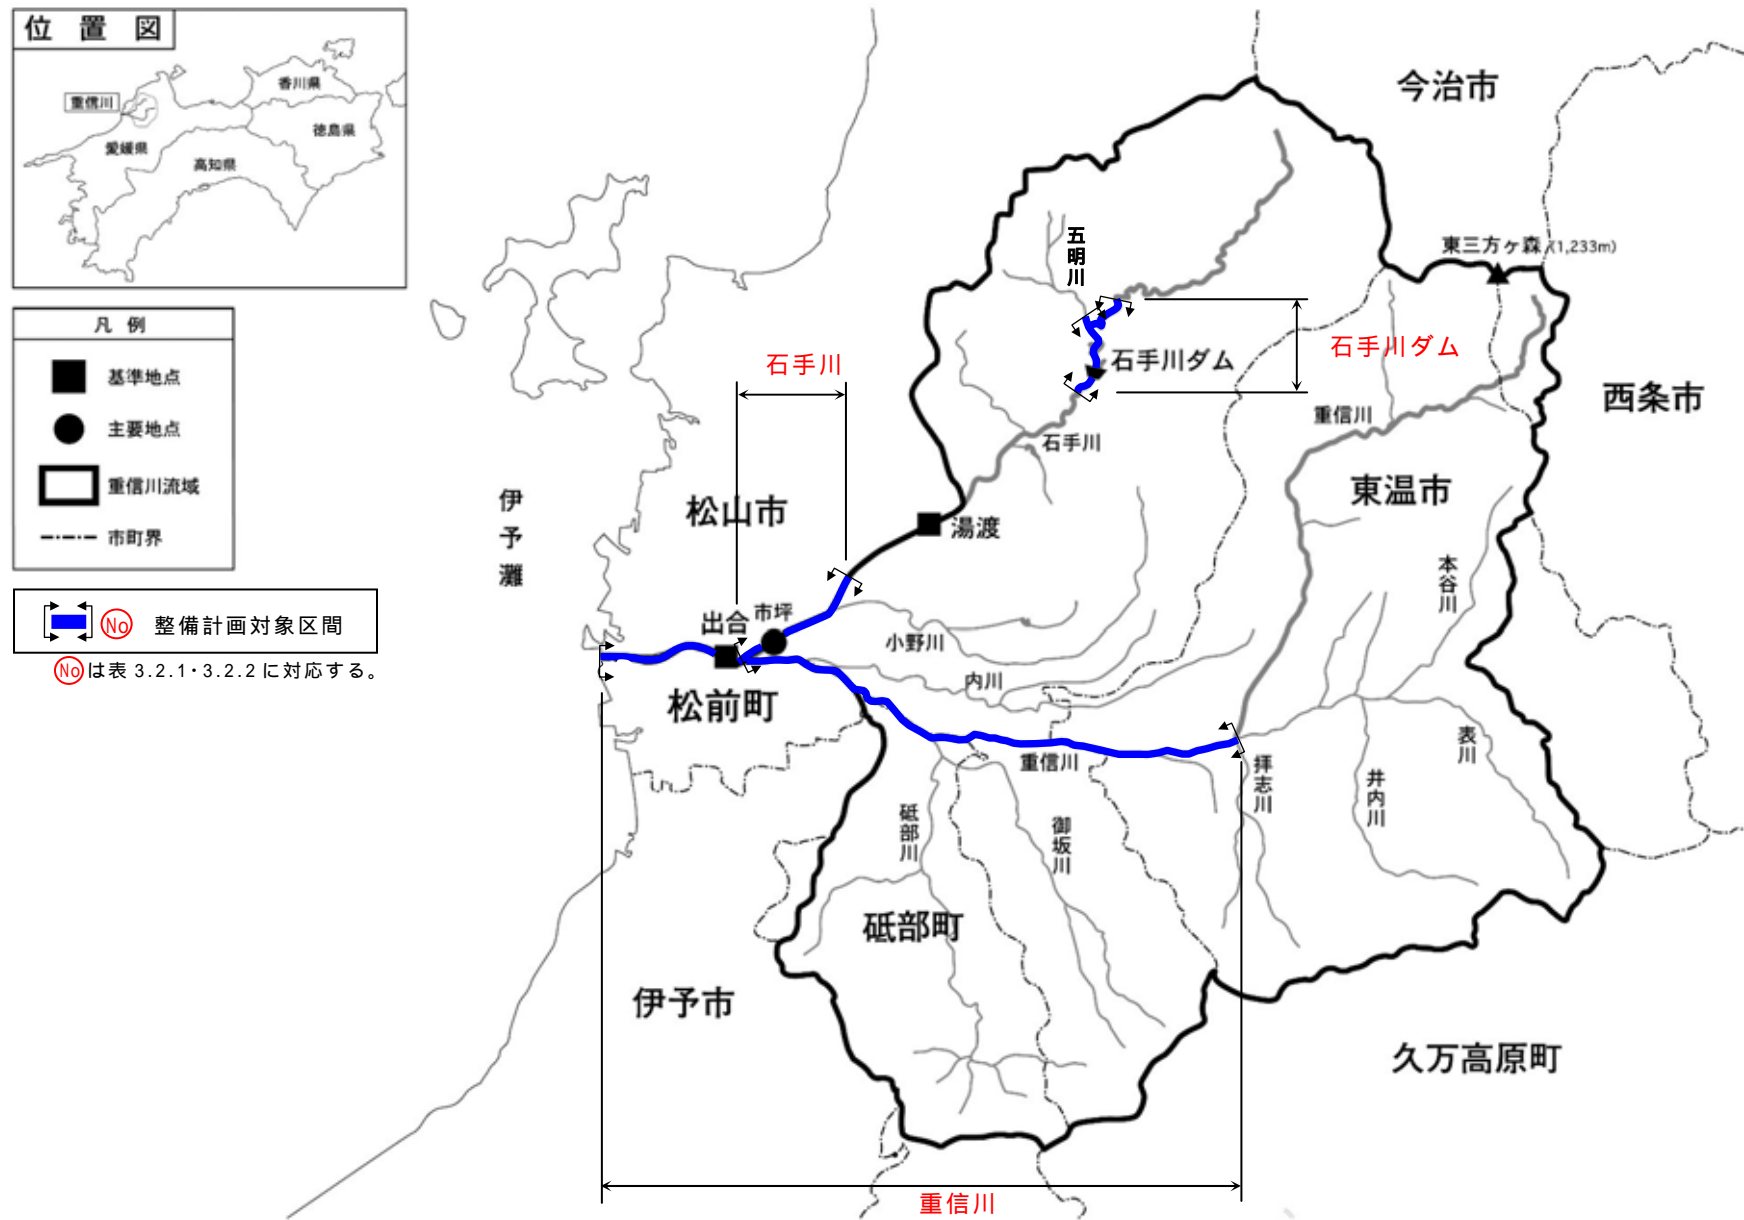 位置図
香川県
重信川
徳島県
愛媛県
高知県
凡例
基準地点
主要地点
重信川流域
市町界
No 整備計画対象区間
Noは表3.2.1・3.2.2に対応する。
今治市
東三方ヶ森 (1,233m)
五明川
石手川ダム
石手川ダム
石手川
重信川
西条市
石手川
東温市
伊予灘
松山市
湯渡
本谷川
出合
市坪
小野川
内川
松前町
重信川
表川
拝志川
井内川
砥部川
御坂川
砥部町
伊予市
久万高原町
重信川